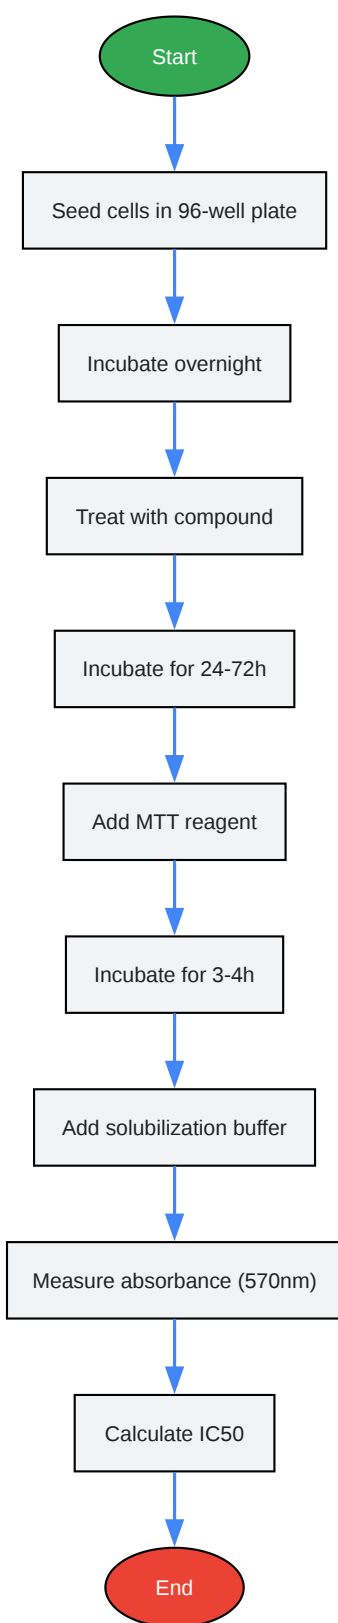 Start
Seed cells in 96-well plate
Incubate overnight
Treat with compound
Incubate for 24-72h
Add MTT reagent
Incubate for 3-4h
Add solubilization buffer
Measure absorbance (570nm)
Calculate IC50
End